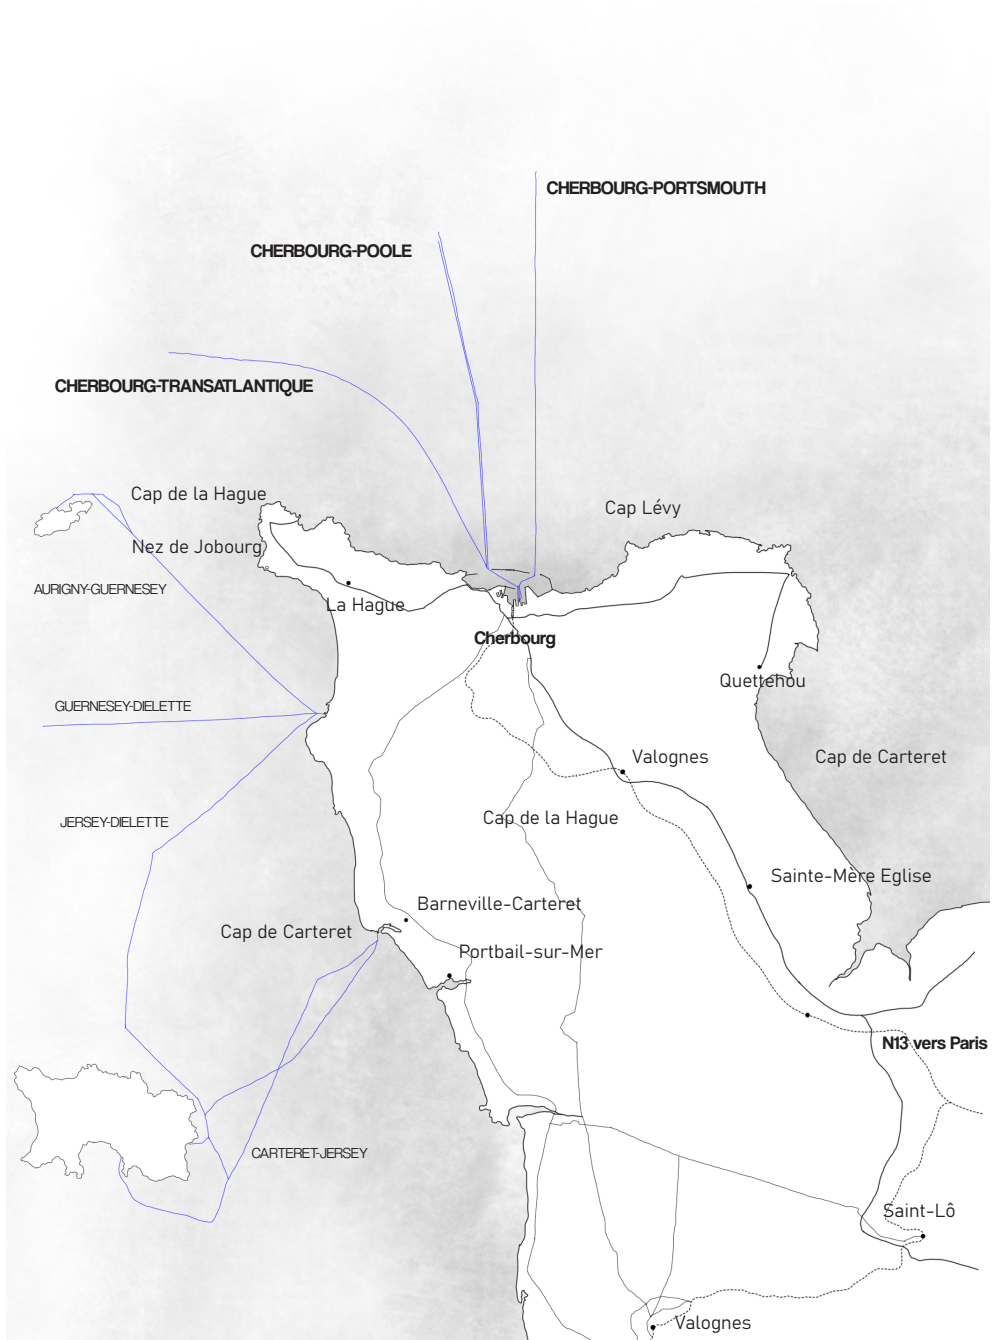 CHERBOURG-PORTSMOUTH
CHERBOURG-POOLE
CHERBOURG-TRANSATLANTIQUE
Cap de la Hague
Cap Lévy
Nez de Jobourg
AURIGNY-GUERNESEY
La Hague
Cherbourg
Quettehou
GUERNESEY-DIELETTE
Valognes
Cap de Carteret
JERSEY-DIELETTE
Cap de la Hague
Sainte-Mère Eglise
Barneville-Carteret
Cap de Carteret
Portbail-sur-Mer
N13 vers Paris
CARTERET-JERSEY
Saint-Lô
Valognes